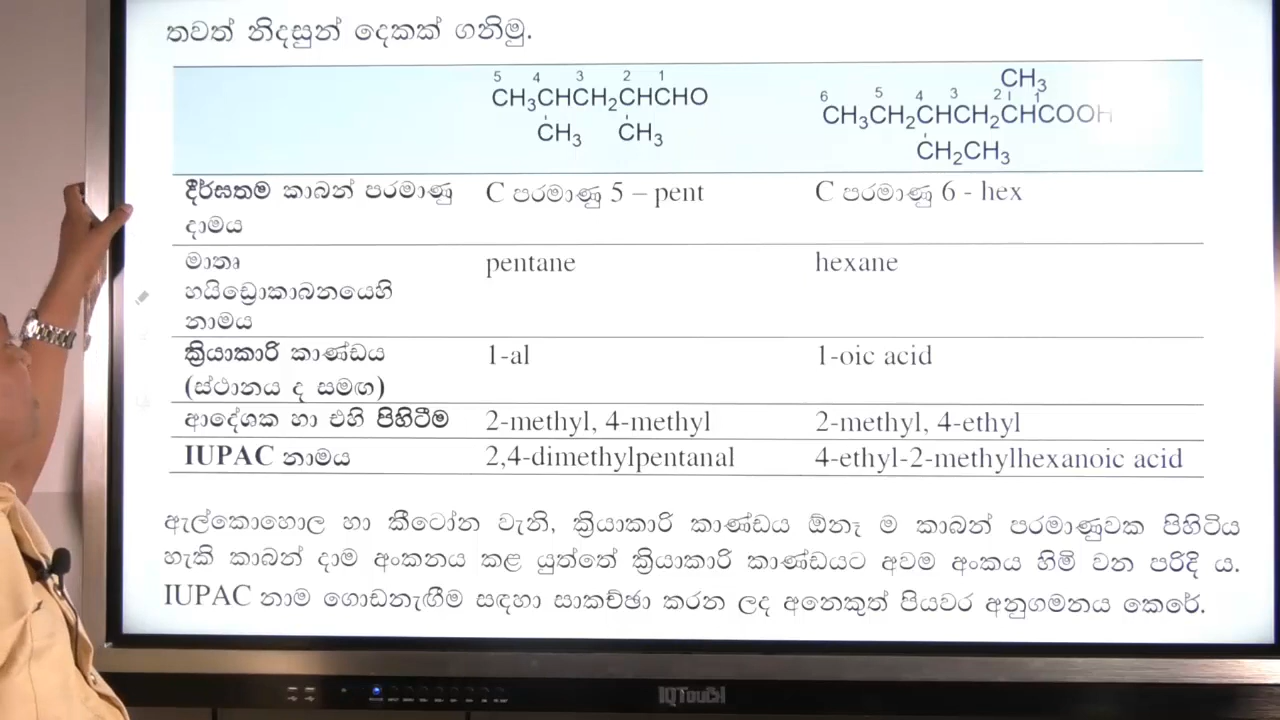 තවත් නිදසුන් දෙකක් ගනිමු.
5 4 3 2 1
CH₃CHCH₂CHCHO
CH₃ CH₃
CH₃
6 5 4 3 2 1
CH₃CH₂CHCH₂CHCOOH
CH₂CH₃
දීර්ඝතම කාබන් පරමාණු C පරමාණු 5 – pent C පරමාණු 6 - hex
දාමය
මාතෘ pentane hexane
හයිඩ්‍රොකාබනයෙහි
නාමය
ක්‍රියාකාරි කාණ්ඩය 1-al 1-oic acid
(ස්ථානය ද සමඟ)
ආදේශක හා එහි පිහිටීම 2-methyl, 4-methyl 2-methyl, 4-ethyl
IUPAC නාමය 2,4-dimethylpentanal 4-ethyl-2-methylhexanoic acid
ඇල්කොහොල හා කීටෝන වැනි, ක්‍රියාකාරි කාණ්ඩය ඕනෑ ම කාබන් පරමාණුවක පිහිටිය
හැකි කාබන් දාම අංකනය කළ යුත්තේ ක්‍රියාකාරි කාණ්ඩයට අවම අංකය හිමි වන පරිදි ය.
IUPAC නාම ගොඩනැඟීම සඳහා සාකච්ඡා කරන ලද අනෙකුත් පියවර අනුගමනය කෙරේ.
IQTouch